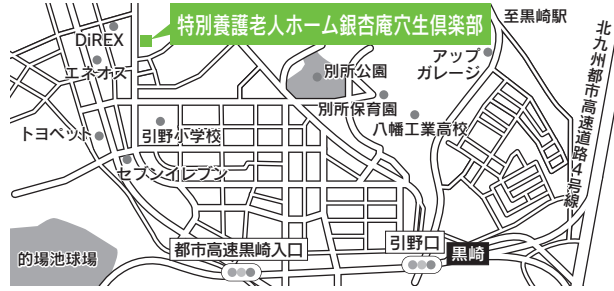 特別養護老人ホーム銀杏庵穴生倶楽部
至黒崎駅
DiREX
エネオス
アップ
ガレージ
別所公園
別所保育園
八幡工業高校
北九州都市高速道路4号線
トヨペット
引野小学校
セブンイレブン
的場池球場
都市高速黒崎入口
引野口
黒崎